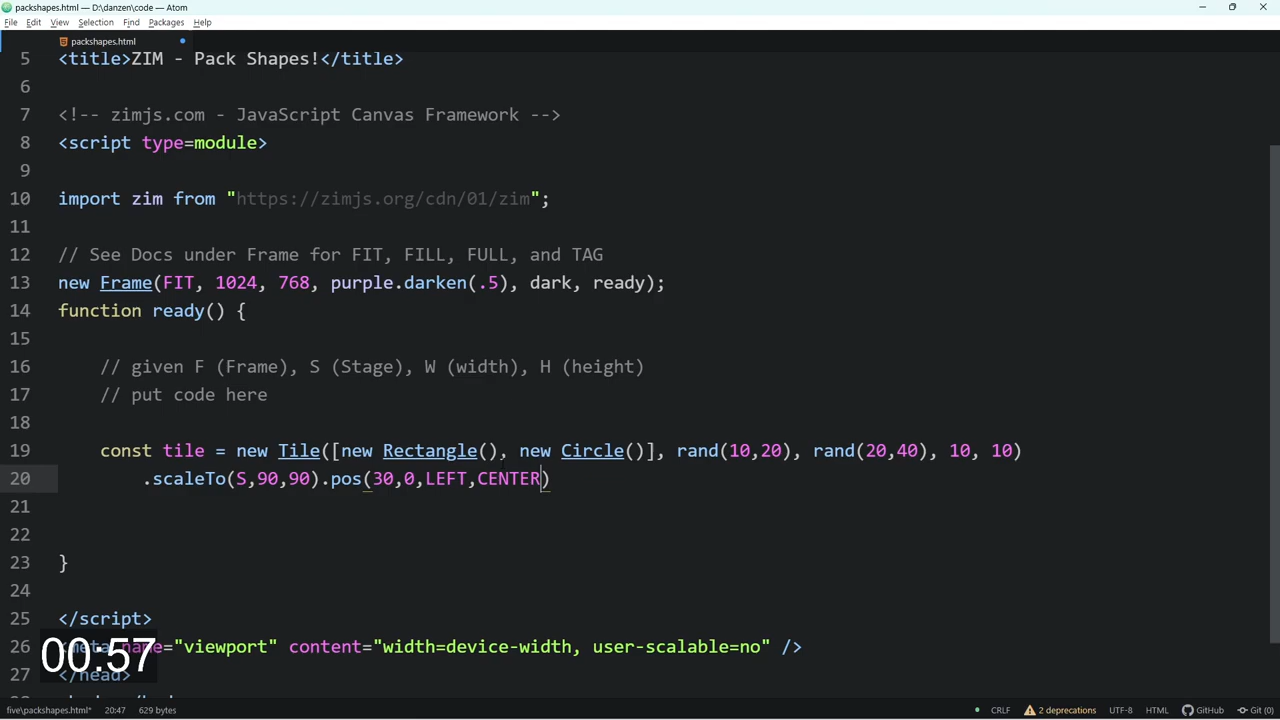 packshapes.html — D:\danzen\code — Atom
File Edit View Selection Find Packages Help
packshapes.html
5 <title>ZIM - Pack Shapes!</title>
6
7 <!-- zimjs.com - JavaScript Canvas Framework -->
8 <script type=module>
9
10 import zim from "https://zimjs.org/cdn/01/zim";
11
12 // See Docs under Frame for FIT, FILL, FULL, and TAG
13 new Frame(FIT, 1024, 768, purple.darken(.5), dark, ready);
14 function ready() {
15
16 // given F (Frame), S (Stage), W (width), H (height)
17 // put code here
18
19 const tile = new Tile([new Rectangle(), new Circle()], rand(10,20), rand(20,40), 10, 10)
20 .scaleTo(S,90,90).pos(30,0,LEFT,CENTER)
21
22
23 }
24
25 </script>
26 name="viewport" content="width=device-width, user-scalable=no" />
00:57
27 </head>
five\packshapes.html* 20:47 629 bytes CRLF 2 deprecations UTF-8 HTML GitHub Git (0)